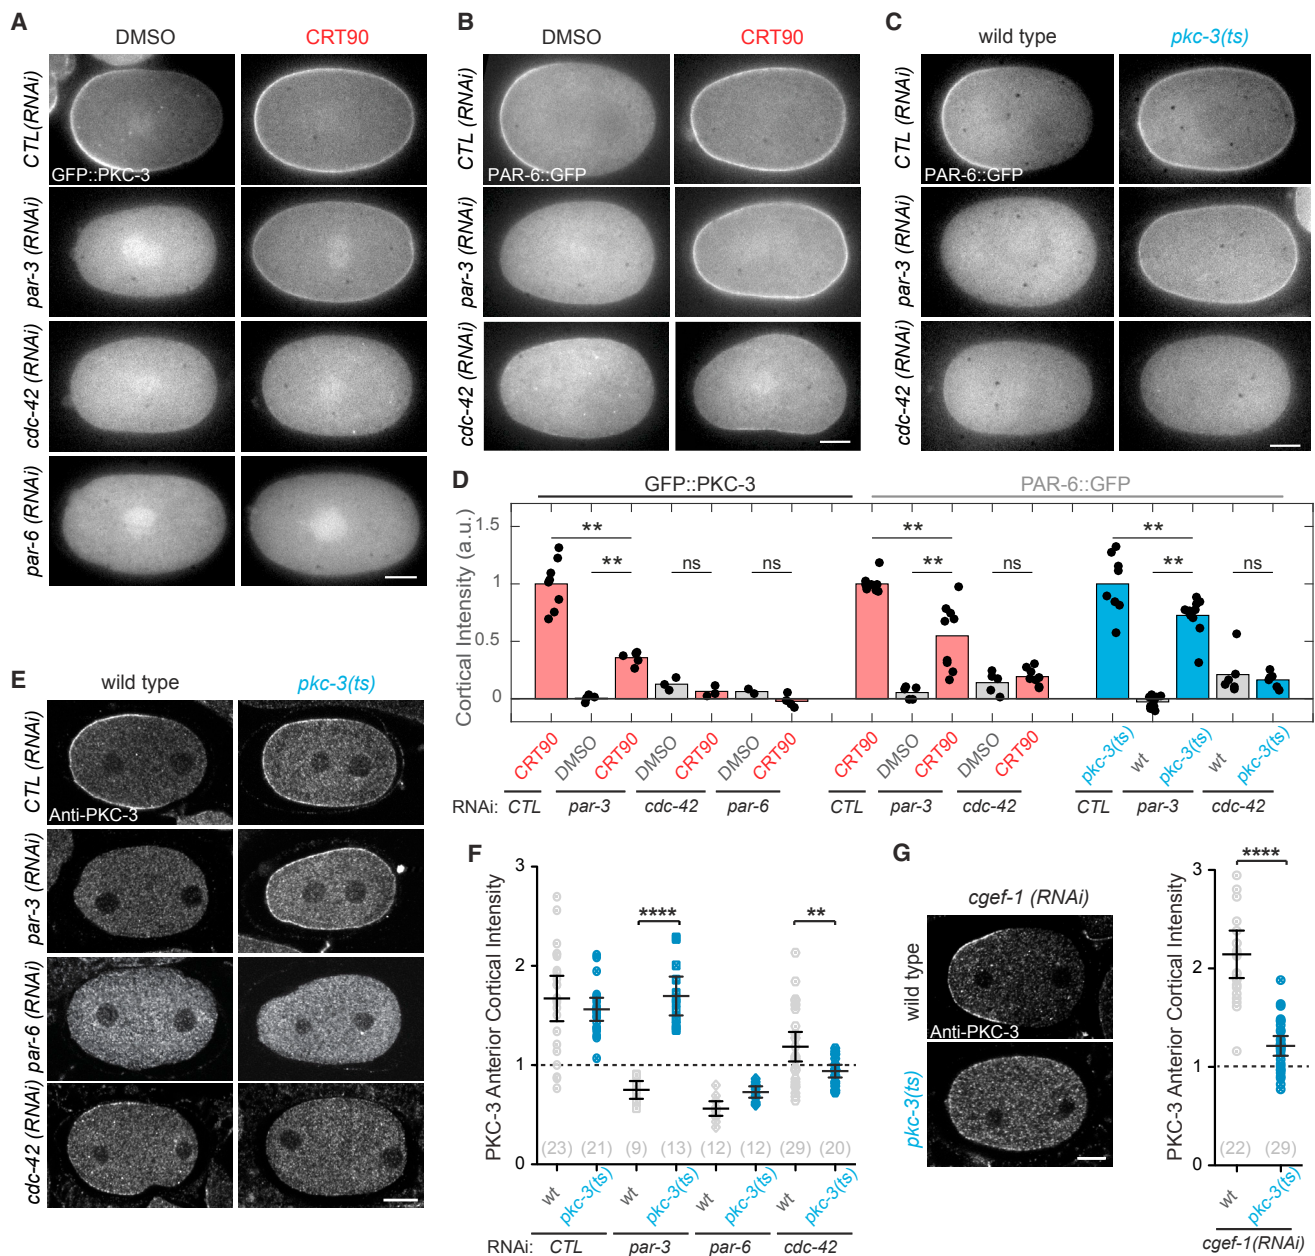 A
DMSO
CRT90
CTL(RNAi)
GFP::PKC-3
par-3 (RNAi)
cdc-42 (RNAi)
par-6 (RNAi)
B
DMSO
CRT90
CTL (RNAi)
PAR-6::GFP
par-3 (RNAi)
cdc-42 (RNAi)
C
wild type
pkc-3(ts)
CTL (RNAi)
PAR-6::GFP
par-3 (RNAi)
cdc-42 (RNAi)
D
GFP::PKC-3
PAR-6::GFP
Cortical Intensity (a.u.)
1.5
1
0.5
0
** ** ns ns ** ** ns ** ** ns
CRT90 DMSO CRT90 DMSO CRT90 DMSO CRT90 CRT90 DMSO CRT90 DMSO CRT90 pkc-3(ts) wt pkc-3(ts) wt pkc-3(ts)
RNAi: CTL par-3 cdc-42 par-6 CTL par-3 cdc-42 CTL par-3 cdc-42
E
wild type
pkc-3(ts)
CTL (RNAi)
Anti-PKC-3
par-3 (RNAi)
par-6 (RNAi)
cdc-42 (RNAi)
F
PKC-3 Anterior Cortical Intensity
3
2
1
0
**** **
(23) (21) (9) (13) (12) (12) (29) (20)
wt pkc-3(ts) wt pkc-3(ts) wt pkc-3(ts) wt pkc-3(ts)
RNAi: CTL par-3 par-6 cdc-42
G
cgef-1 (RNAi)
wild type
Anti-PKC-3
pkc-3(ts)
PKC-3 Anterior Cortical Intensity
3
2
1
0
****
(22) (29)
wt pkc-3(ts)
cgef-1(RNAi)